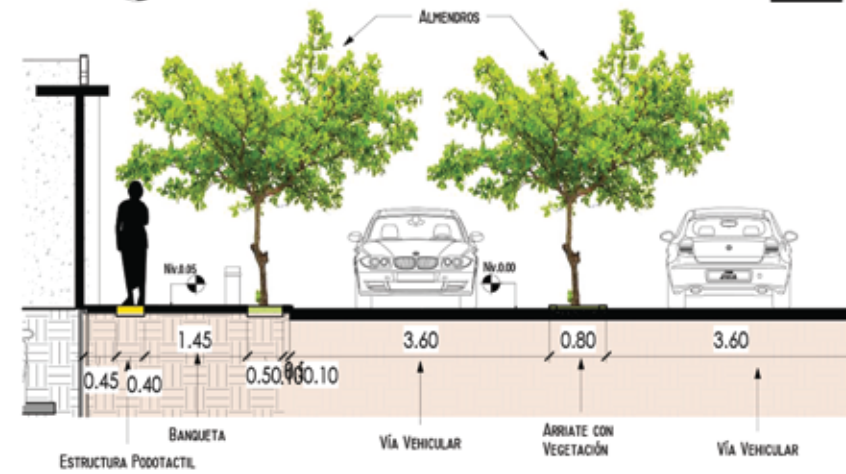 ALMENDROS
Niv.0.05
Niv.0.00
1.45
3.60
0.80
3.60
0.45
0.40
0.50
0.10
BANQUETA
VÍA VEHICULAR
ARRIATE CON
VEGETACIÓN
VÍA VEHICULAR
ESTRUCTURA PODOTACTIL